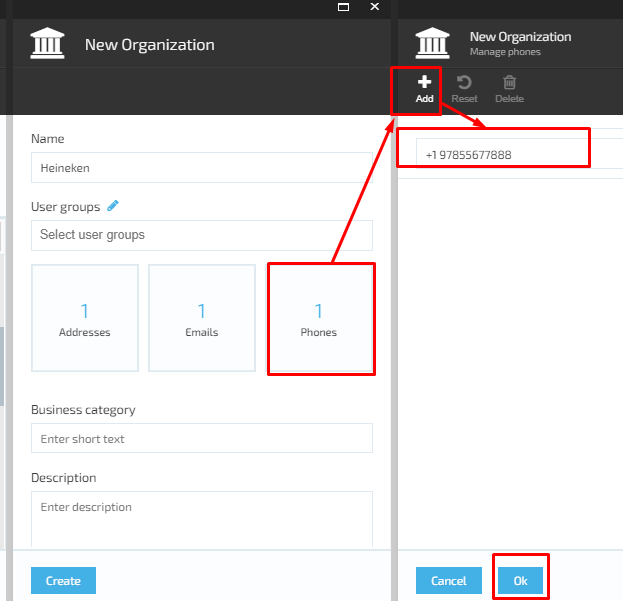 New Organization
Name
Heineken
User groups
Select user groups
1
Addresses
1
Emails
1
Phones
Business category
Enter short text
Description
Enter description
Create
New Organization
Manage phones
Add
Reset
Delete
+1 97855677888
Cancel
Ok